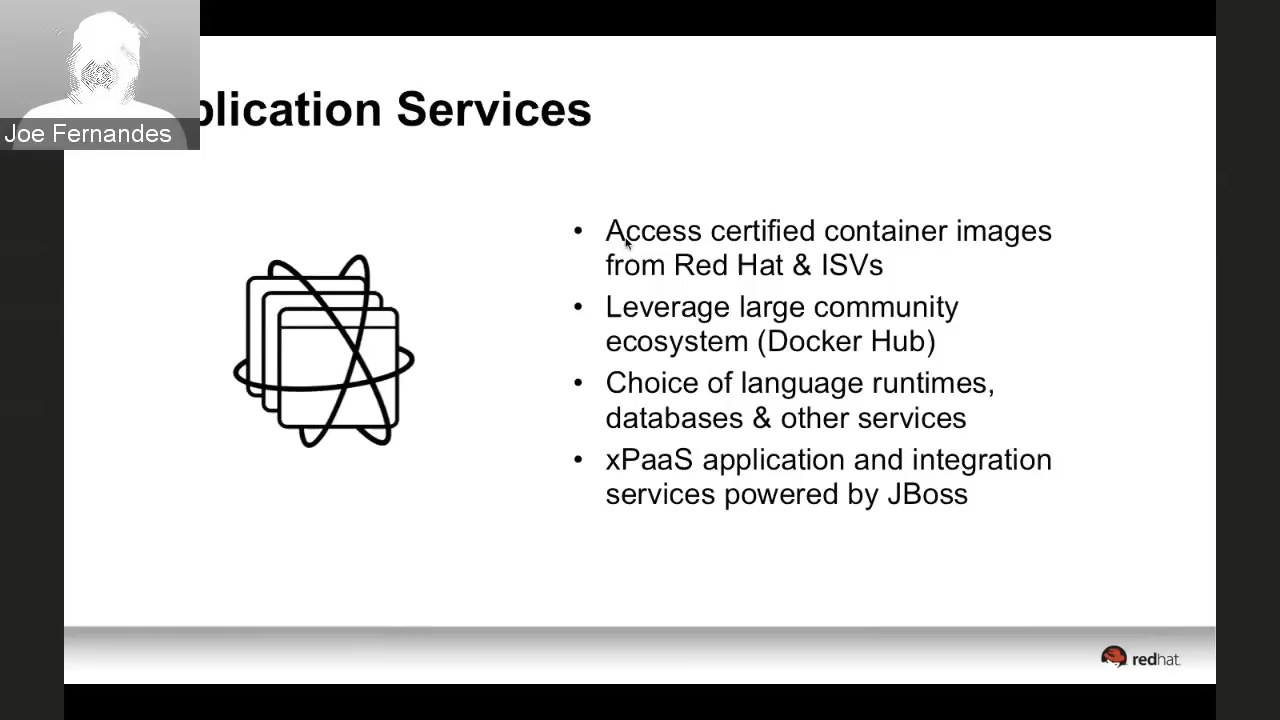 plication Services
Joe Fernandes
• Access certified container images
from Red Hat & ISVs
• Leverage large community
ecosystem (Docker Hub)
• Choice of language runtimes,
databases & other services
• xPaaS application and integration
services powered by JBoss
redhat.